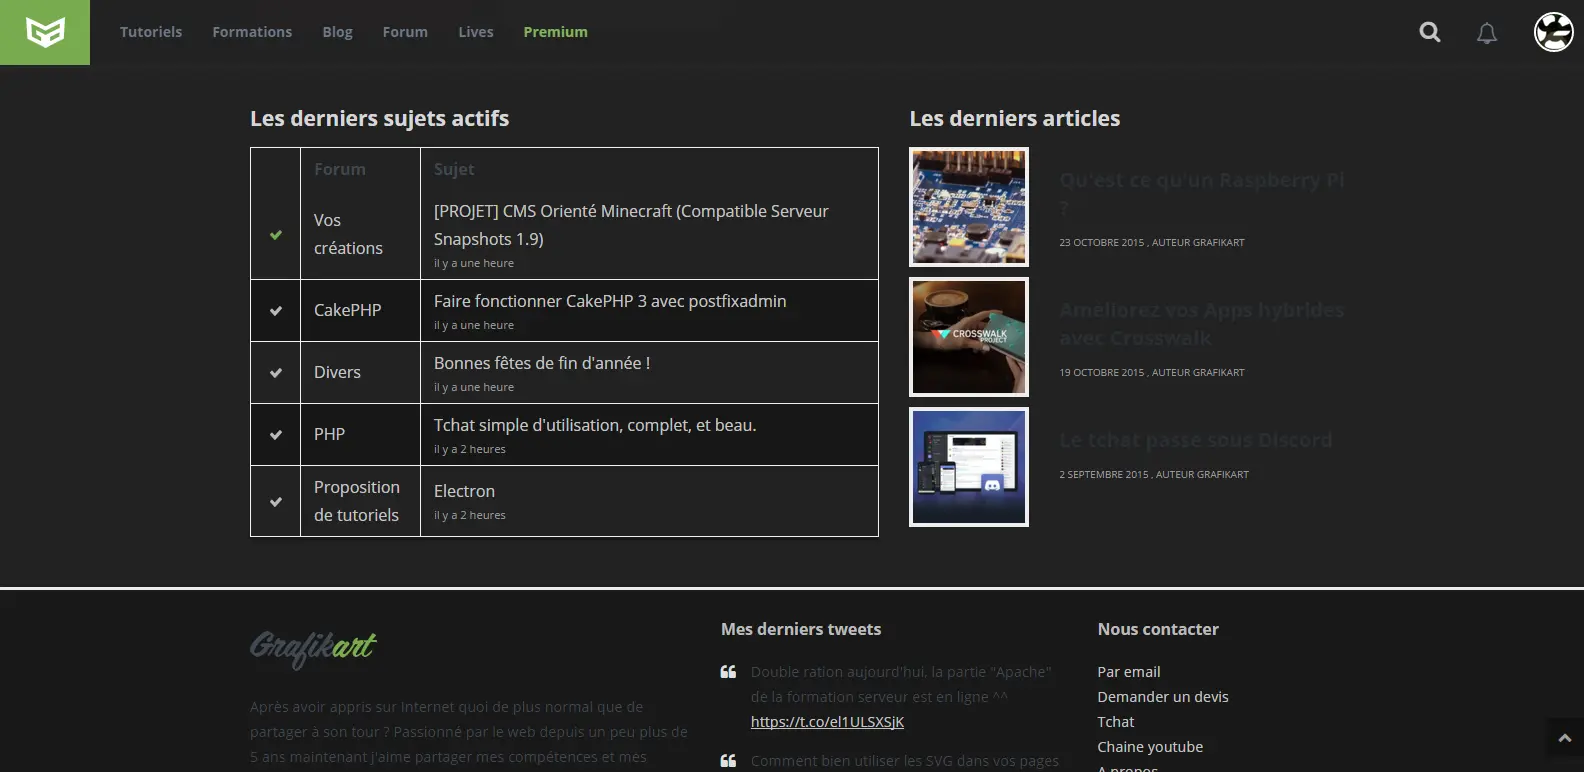 Tutoriels Formations Blog Forum Lives Premium
Les derniers sujets actifs
Forum Sujet
Vos créations
[PROJET] CMS Orienté Minecraft (Compatible Serveur
Snapshots 1.9)
il y a une heure
CakePHP
Faire fonctionner CakePHP 3 avec postfixadmin
il y a une heure
Divers
Bonnes fêtes de fin d'année !
il y a une heure
PHP
Tchat simple d'utilisation, complet, et beau.
il y a 2 heures
Proposition
de tutoriels
Electron
il y a 2 heures
Les derniers articles
Qu'est ce qu'un Raspberry Pi
?
23 OCTOBRE 2015 , AUTEUR GRAFIKART
CROSSWALK
PROJECT
Améliorez vos Apps hybrides
avec Crosswalk
19 OCTOBRE 2015 , AUTEUR GRAFIKART
Le tchat passe sous Discord
2 SEPTEMBRE 2015 , AUTEUR GRAFIKART
Grafikart
Après avoir appris sur Internet quoi de plus normal que de
partager à son tour ? Passionné par le web depuis un peu plus de
5 ans maintenant j'aime partager mes compétences et mes
Mes derniers tweets
Double ration aujourd'hui, la partie "Apache"
de la formation serveur est en ligne ^^
https://t.co/el1ULSXSjK
Comment bien utiliser les SVG dans vos pages
Nous contacter
Par email
Demander un devis
Tchat
Chaine youtube
A propos